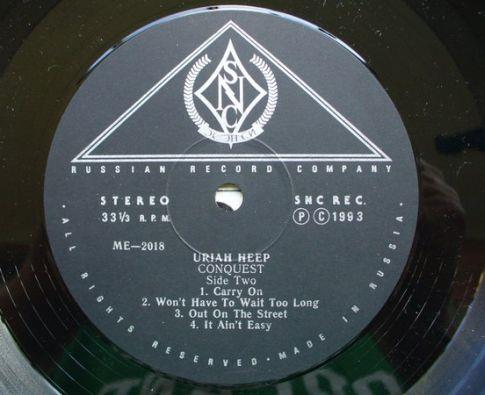 SNC
RUSSIAN RECORD COMPANY
STEREO
33⅓ R.P.M.
SNC REC.
Ⓟ Ⓒ 1993
ME—2018
URIAH HEEP
CONQUEST
Side Two
1. Carry On
2. Won't Have To Wait Too Long
3. Out On The Street
4. It Ain't Easy
· ALL RIGHTS RESERVED · MADE IN RUSSIA ·